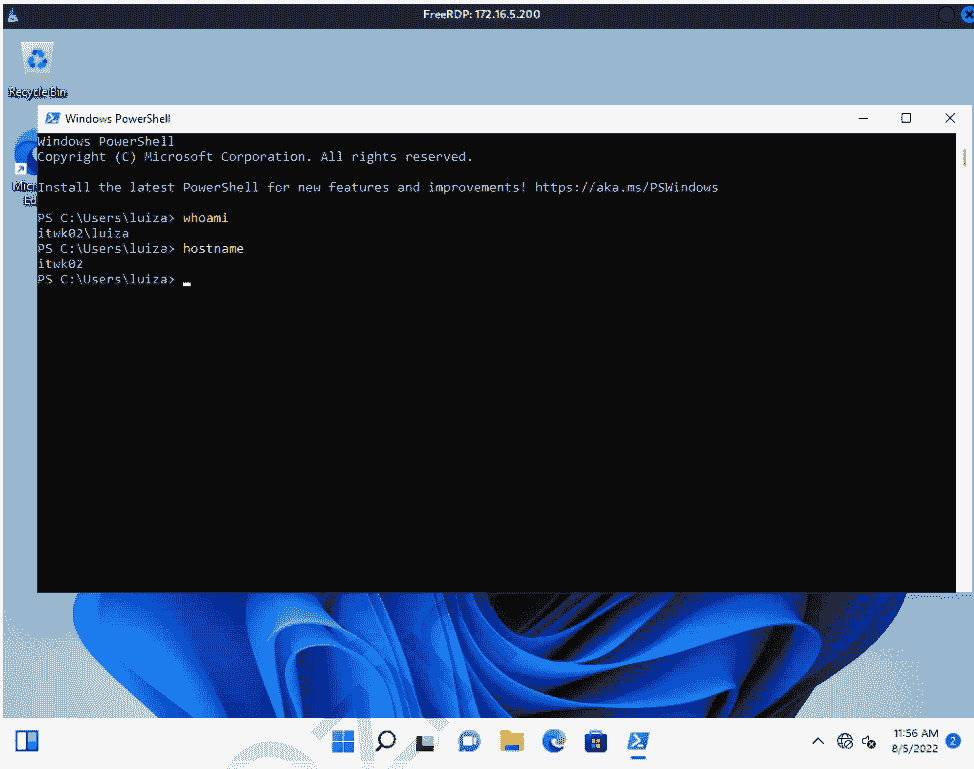 FreeRDP: 172.16.5.200
Recycle Bin
Windows PowerShell
Windows PowerShell
Copyright (C) Microsoft Corporation. All rights reserved.
Install the latest PowerShell for new features and improvements! https://aka.ms/PSWindows
PS C:\Users\luiza> whoami
itwk02\luiza
PS C:\Users\luiza> hostname
itwk02
PS C:\Users\luiza>
Micr
Ed
11:56 AM
8/5/2022
2